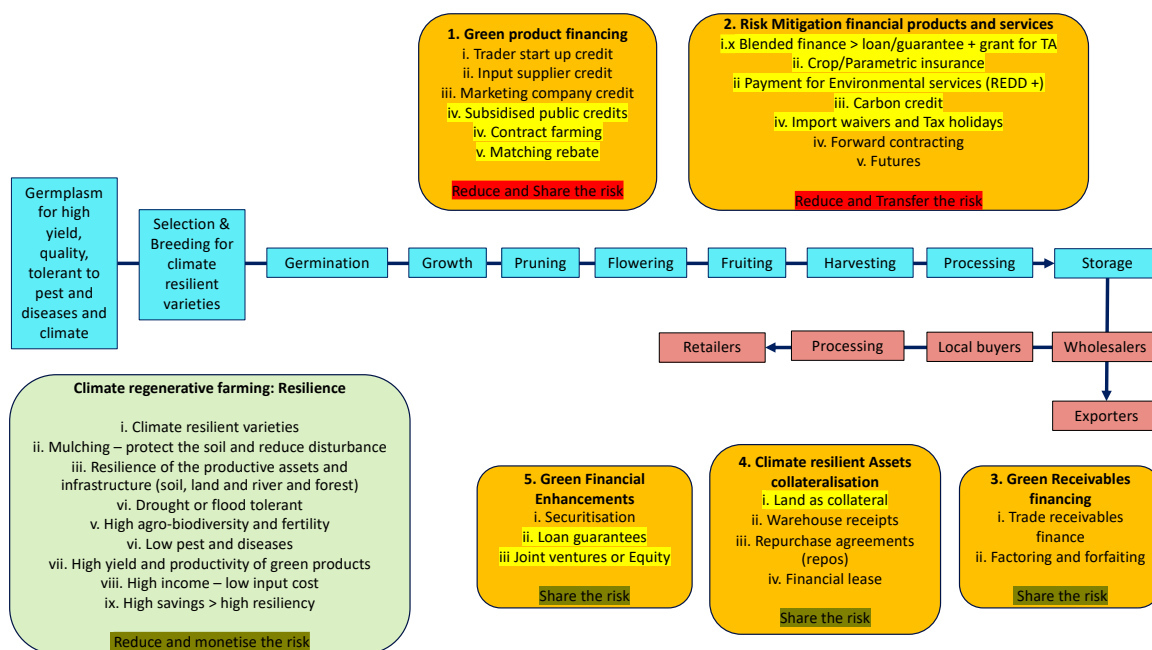 1. Green product financing
i. Trader start up credit
ii. Input supplier credit
iii. Marketing company credit
iv. Subsidised public credits
iv. Contract farming
v. Matching rebate
Reduce and Share the risk
2. Risk Mitigation financial products and services
i.x Blended finance > loan/guarantee + grant for TA
ii. Crop/Parametric insurance
ii Payment for Environmental services (REDD +)
iii. Carbon credit
iv. Import waivers and Tax holidays
iv. Forward contracting
v. Futures
Reduce and Transfer the risk
Germplasm
for high
yield,
quality,
tolerant to
pest and
diseases and
climate
Selection &
Breeding for
climate
resilient
varieties
Germination
Growth
Pruning
Flowering
Fruiting
Harvesting
Processing
Storage
Retailers
Processing
Local buyers
Wholesalers
Exporters
Climate regenerative farming: Resilience
i. Climate resilient varieties
ii. Mulching – protect the soil and reduce disturbance
iii. Resilience of the productive assets and
infrastructure (soil, land and river and forest)
vi. Drought or flood tolerant
v. High agro-biodiversity and fertility
vi. Low pest and diseases
vii. High yield and productivity of green products
viii. High income – low input cost
ix. High savings > high resiliency
Reduce and monetise the risk
5. Green Financial
Enhancements
i. Securitisation
ii. Loan guarantees
iii Joint ventures or Equity
Share the risk
4. Climate resilient Assets
collateralisation
i. Land as collateral
ii. Warehouse receipts
iii. Repurchase agreements
(repos)
iv. Financial lease
Share the risk
3. Green Receivables
financing
i. Trade receivables
finance
ii. Factoring and forfaiting
Share the risk